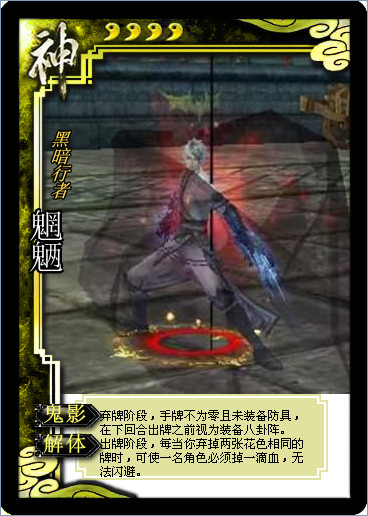 神
黑暗行者
魍魉
鬼影
弃牌阶段，手牌不为零且未装备防具，
在下回合出牌之前视为装备八卦阵。
解体
出牌阶段，每当你弃掉两张花色相同的
牌时，可使一名角色必须掉一滴血，无
法闪避。